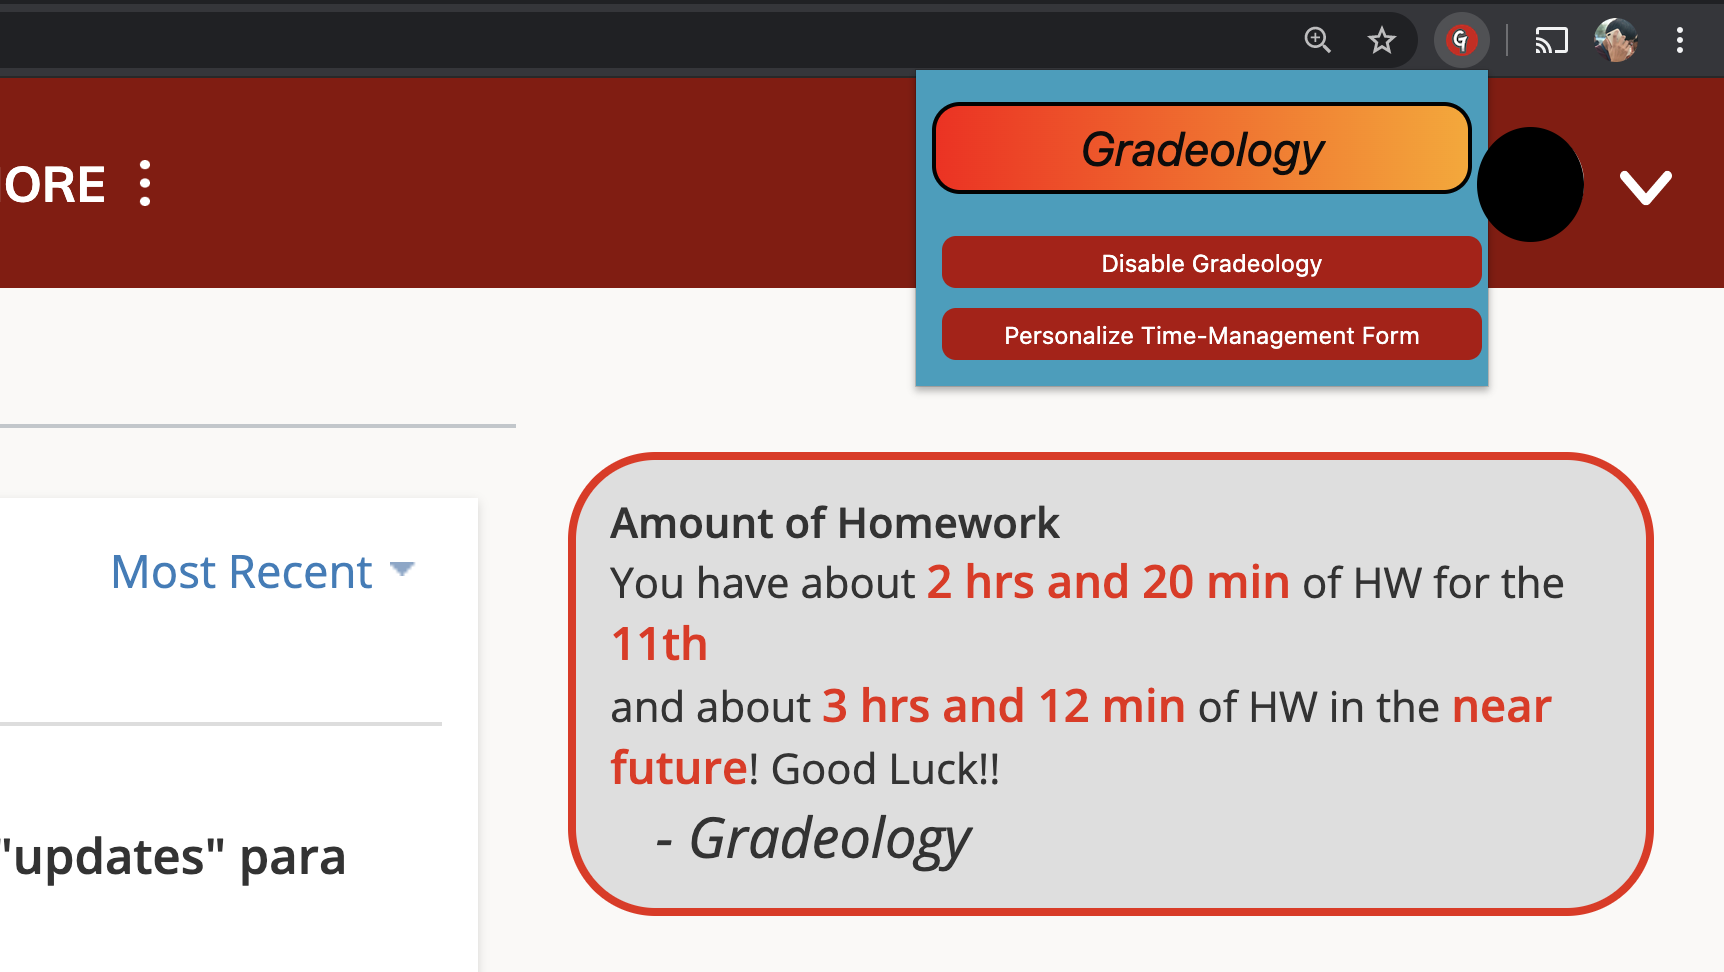 Gradeology
ORE
Disable Gradeology
Personalize Time-Management Form
Most Recent
"updates" para
Amount of Homework
You have about 2 hrs and 20 min of HW for the
11th
and about 3 hrs and 12 min of HW in the near
future! Good Luck!!
- Gradeology